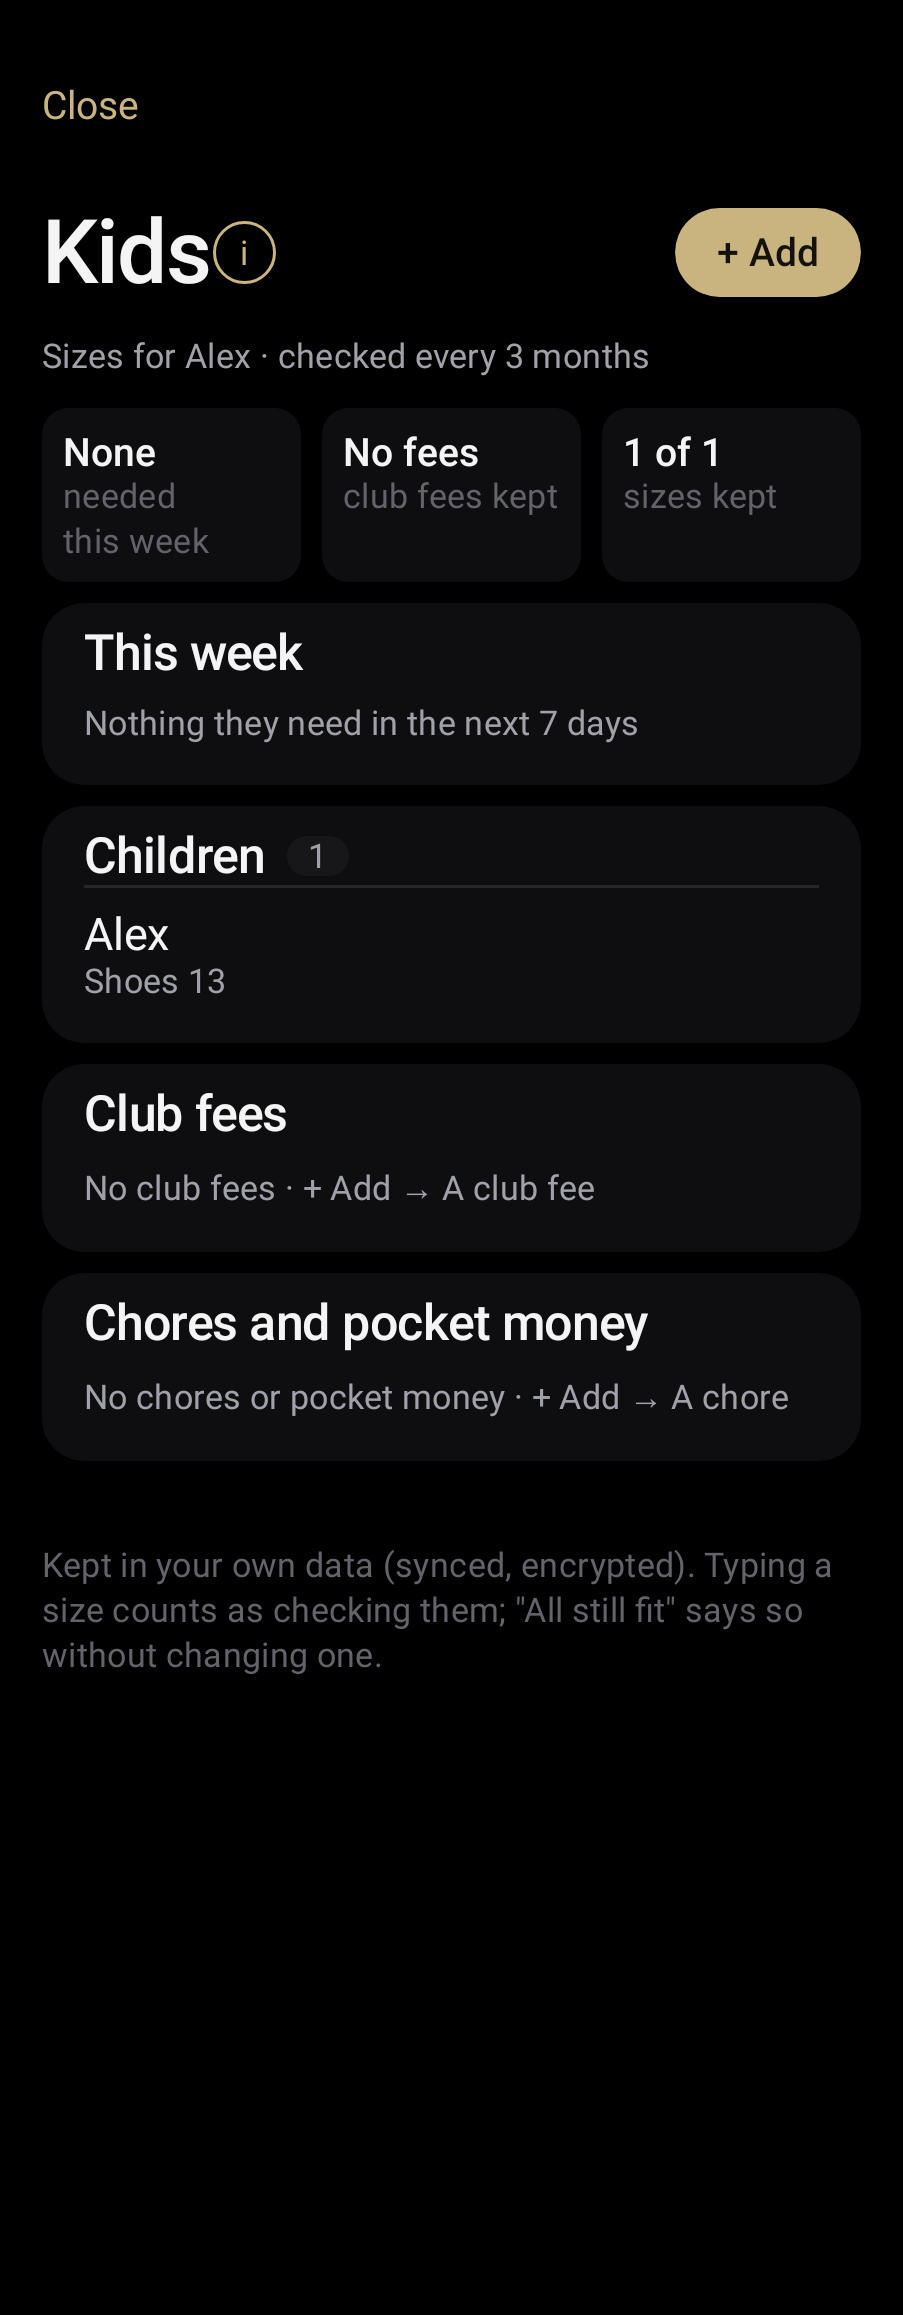 Close
Kids i
+ Add
Sizes for Alex · checked every 3 months
None
needed
this week
No fees
club fees kept
1 of 1
sizes kept
This week
Nothing they need in the next 7 days
Children 1
Alex
Shoes 13
Club fees
No club fees · + Add → A club fee
Chores and pocket money
No chores or pocket money · + Add → A chore
Kept in your own data (synced, encrypted). Typing a
size counts as checking them; "All still fit" says so
without changing one.